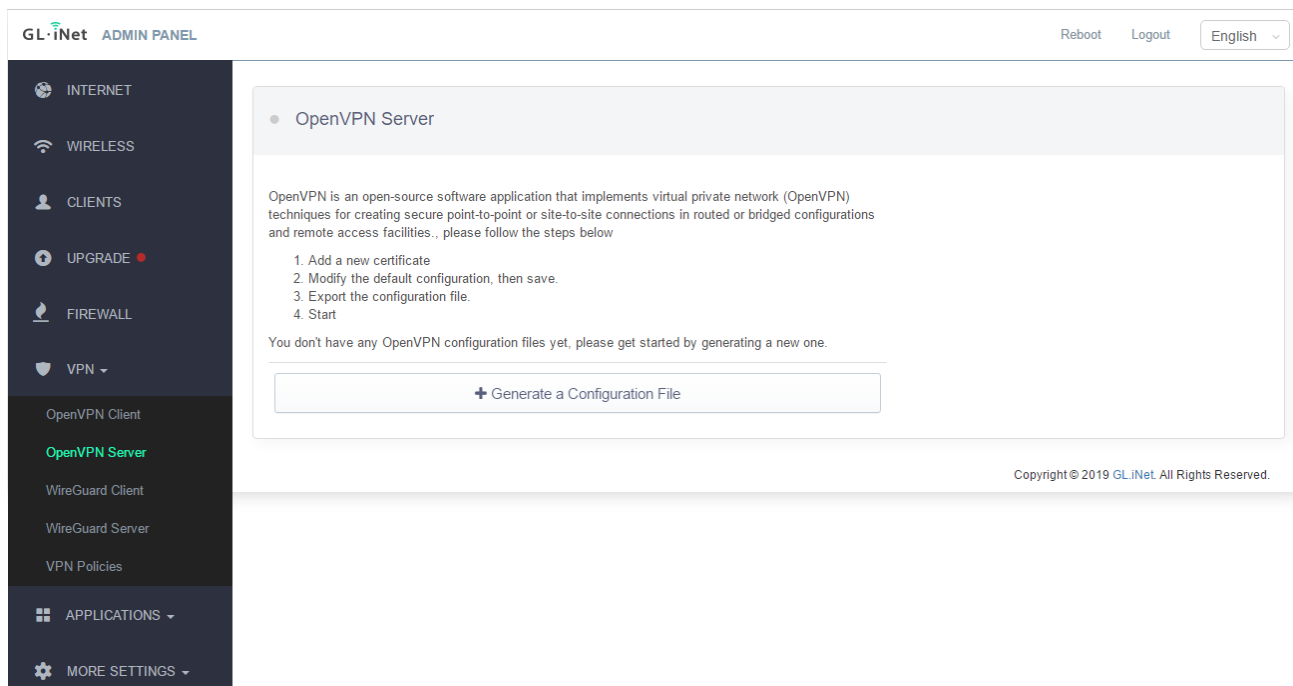 GL·iNet ADMIN PANEL
Reboot Logout English
INTERNET
WIRELESS
CLIENTS
UPGRADE
FIREWALL
VPN
OpenVPN Client
OpenVPN Server
WireGuard Client
WireGuard Server
VPN Policies
APPLICATIONS
MORE SETTINGS
OpenVPN Server
OpenVPN is an open-source software application that implements virtual private network (OpenVPN)
techniques for creating secure point-to-point or site-to-site connections in routed or bridged configurations
and remote access facilities., please follow the steps below
1. Add a new certificate
2. Modify the default configuration, then save.
3. Export the configuration file.
4. Start
You don't have any OpenVPN configuration files yet, please get started by generating a new one.
+ Generate a Configuration File
Copyright © 2019 GL.iNet. All Rights Reserved.